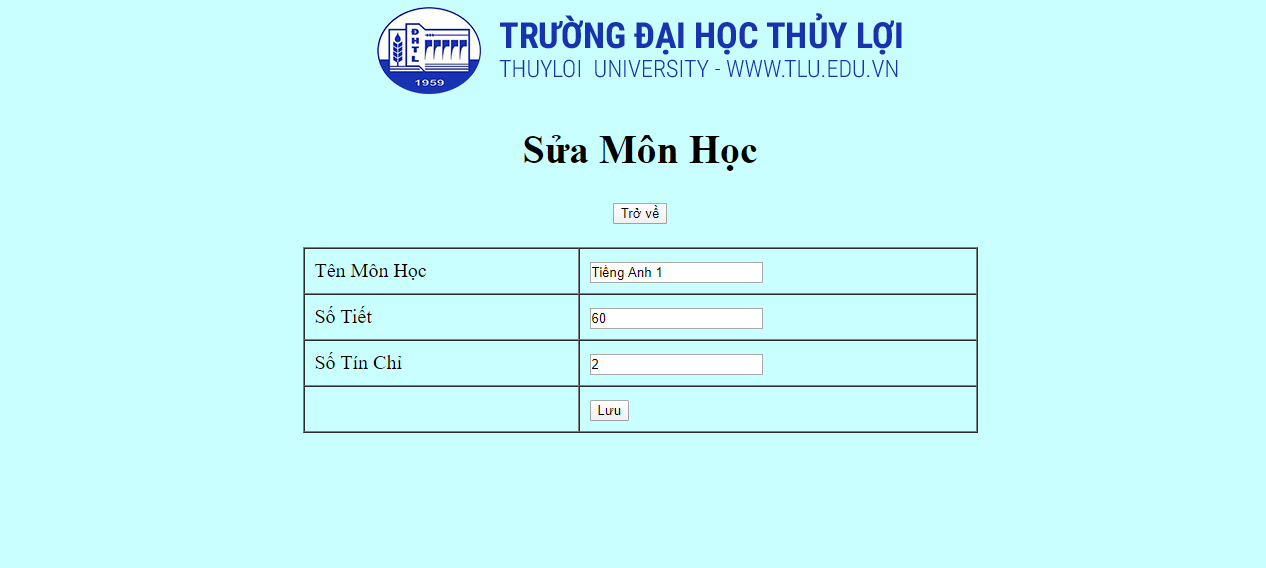 ĐHTL
1959
TRƯỜNG ĐẠI HỌC THỦY LỢI
THUYLOI UNIVERSITY - WWW.TLU.EDU.VN
Sửa Môn Học
Trở về
Tên Môn Học Tiếng Anh 1
Số Tiết 60
Số Tín Chỉ 2
Lưu